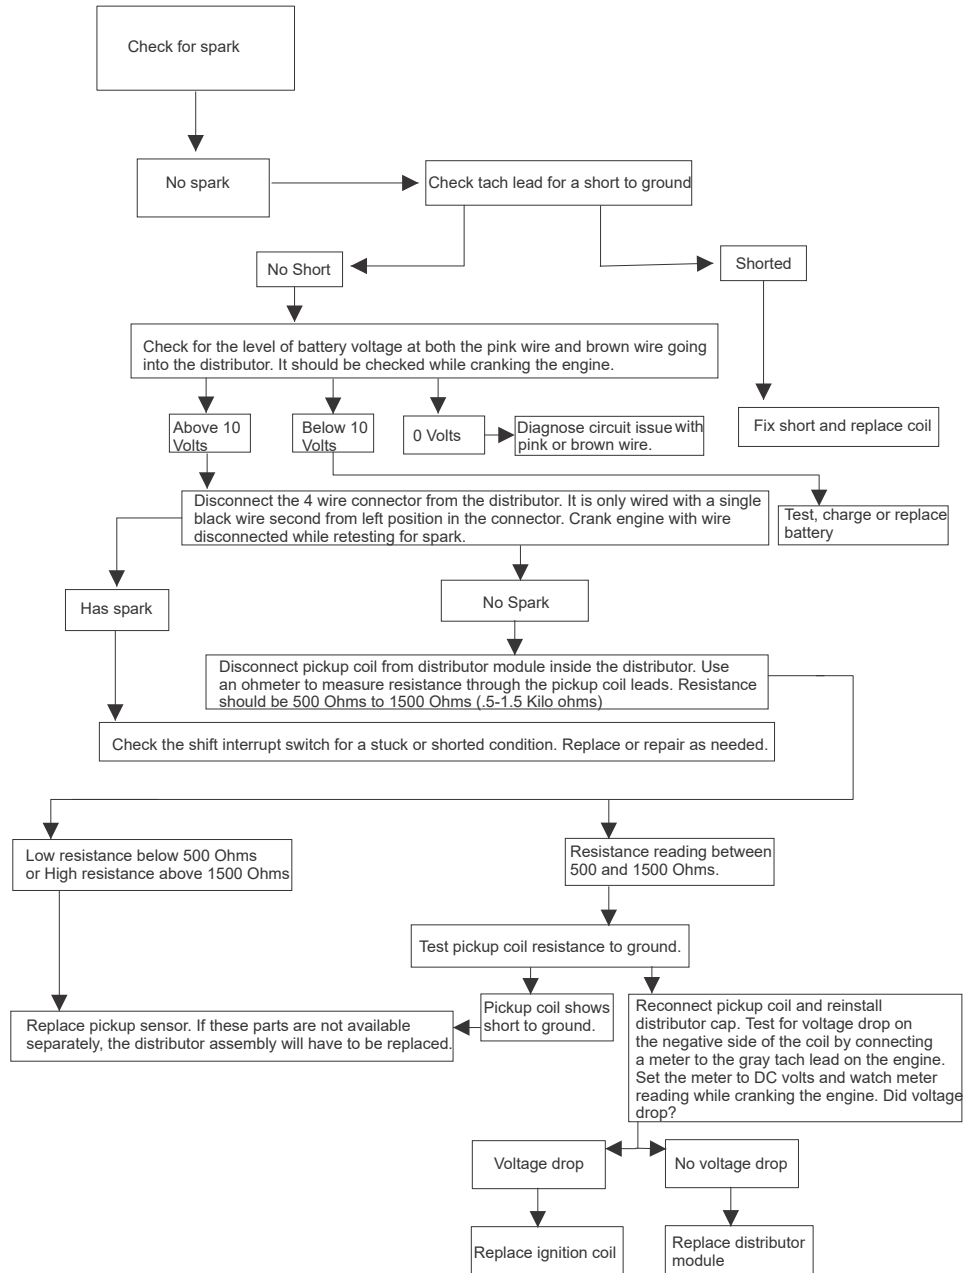 Check for spark
No spark
Check tach lead for a short to ground
No Short
Shorted
Check for the level of battery voltage at both the pink wire and brown wire going
into the distributor. It should be checked while cranking the engine.
Fix short and replace coil
Above 10
Volts
Below 10
Volts
0 Volts
Diagnose circuit issue with
pink or brown wire.
Disconnect the 4 wire connector from the distributor. It is only wired with a single
black wire second from left position in the connector. Crank engine with wire
disconnected while retesting for spark.
Test, charge or replace
battery
Has spark
No Spark
Disconnect pickup coil from distributor module inside the distributor. Use
an ohmeter to measure resistance through the pickup coil leads. Resistance
should be 500 Ohms to 1500 Ohms (.5-1.5 Kilo ohms)
Check the shift interrupt switch for a stuck or shorted condition. Replace or repair as needed.
Low resistance below 500 Ohms
or High resistance above 1500 Ohms
Resistance reading between
500 and 1500 Ohms.
Test pickup coil resistance to ground.
Pickup coil shows
short to ground.
Replace pickup sensor. If these parts are not available
separately, the distributor assembly will have to be replaced.
Reconnect pickup coil and reinstall
distributor cap. Test for voltage drop on
the negative side of the coil by connecting
a meter to the gray tach lead on the engine.
Set the meter to DC volts and watch meter
reading while cranking the engine. Did voltage
drop?
Voltage drop
No voltage drop
Replace ignition coil
Replace distributor
module